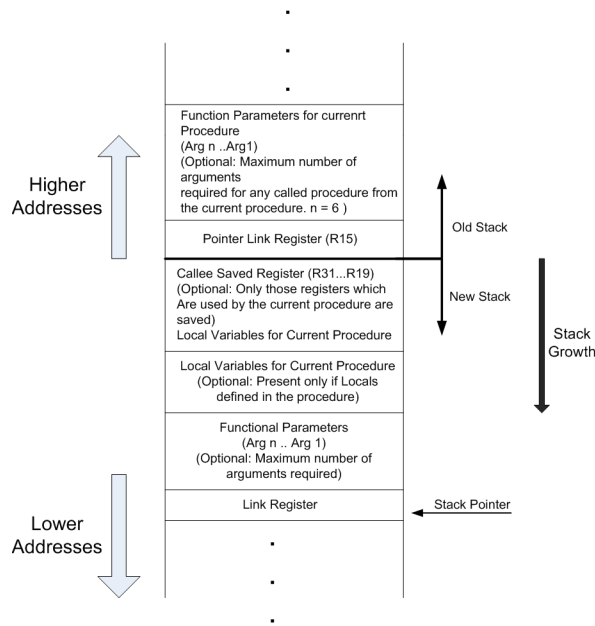 Function Parameters for currenrt
Procedure
(Arg n ..Arg1)
(Optional: Maximum number of
arguments
required for any called procedure from
the current procedure. n = 6 )
Higher
Addresses
Pointer Link Register (R15)
Old Stack
Callee Saved Register (R31...R19)
(Optional: Only those registers which
Are used by the current procedure are
saved)
Local Variables for Current Procedure
New Stack
Stack
Growth
Local Variables for Current Procedure
(Optional: Present only if Locals
defined in the procedure)
Functional Parameters
(Arg n .. Arg 1)
(Optional: Maximum number of
arguments required)
Link Register
Stack Pointer
Lower
Addresses